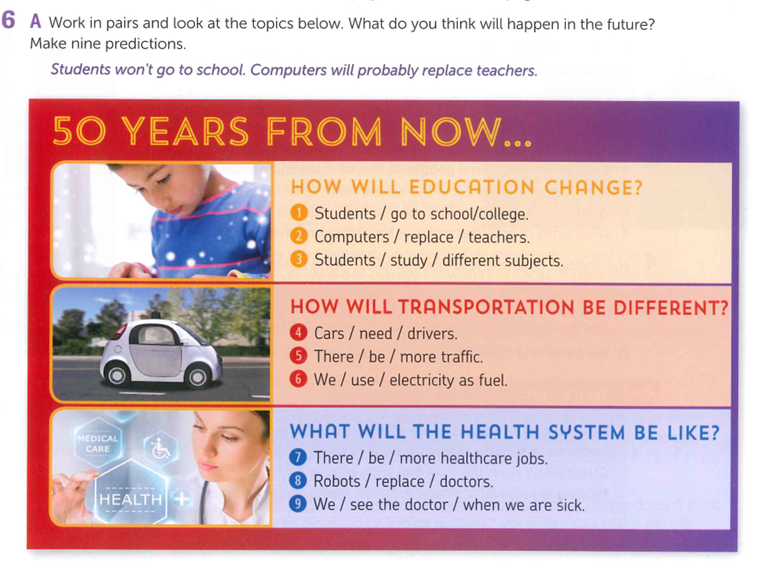 6 A Work in pairs and look at the topics below. What do you think will happen in the future?
Make nine predictions.
Students won't go to school. Computers will probably replace teachers.
50 YEARS FROM NOW...
HOW WILL EDUCATION CHANGE?
1 Students / go to school/college.
2 Computers / replace / teachers.
3 Students / study / different subjects.
HOW WILL TRANSPORTATION BE DIFFERENT?
4 Cars / need / drivers.
5 There / be / more traffic.
6 We / use / electricity as fuel.
MEDICAL
CARE
HEALTH
WHAT WILL THE HEALTH SYSTEM BE LIKE?
7 There / be / more healthcare jobs.
8 Robots / replace / doctors.
9 We / see the doctor / when we are sick.